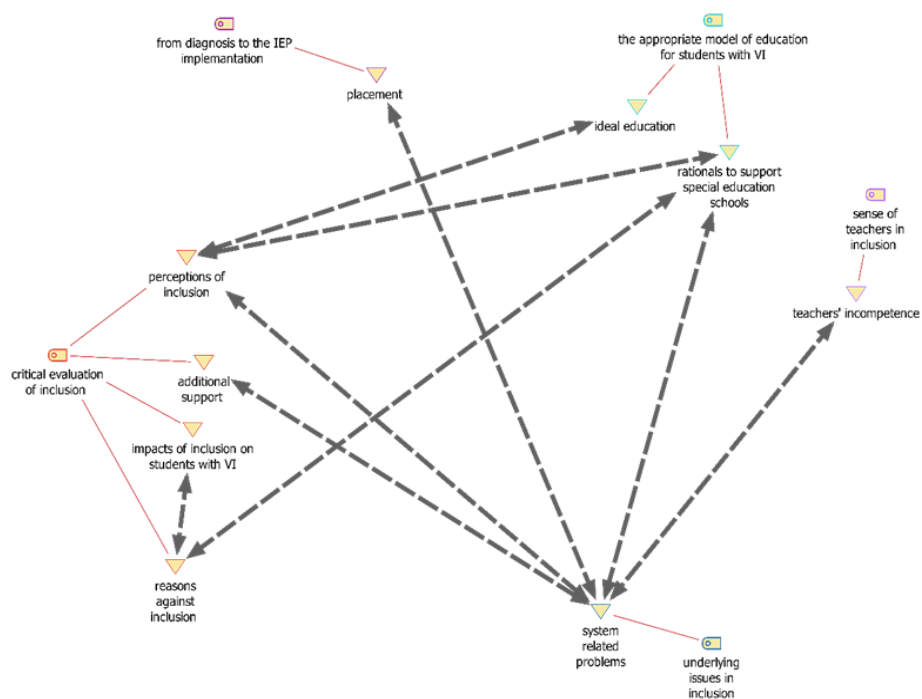 from diagnosis to the IEP
implemantation
placement
the appropriate model of education
for students with VI
ideal education
rationals to support
special education
schools
sense of
teachers in
inclusion
teachers' incompetence
perceptions of
inclusion
critical evaluation
of inclusion
additional
support
impacts of inclusion on
students with VI
reasons
against
inclusion
system
related
problems
underlying
issues in
inclusion